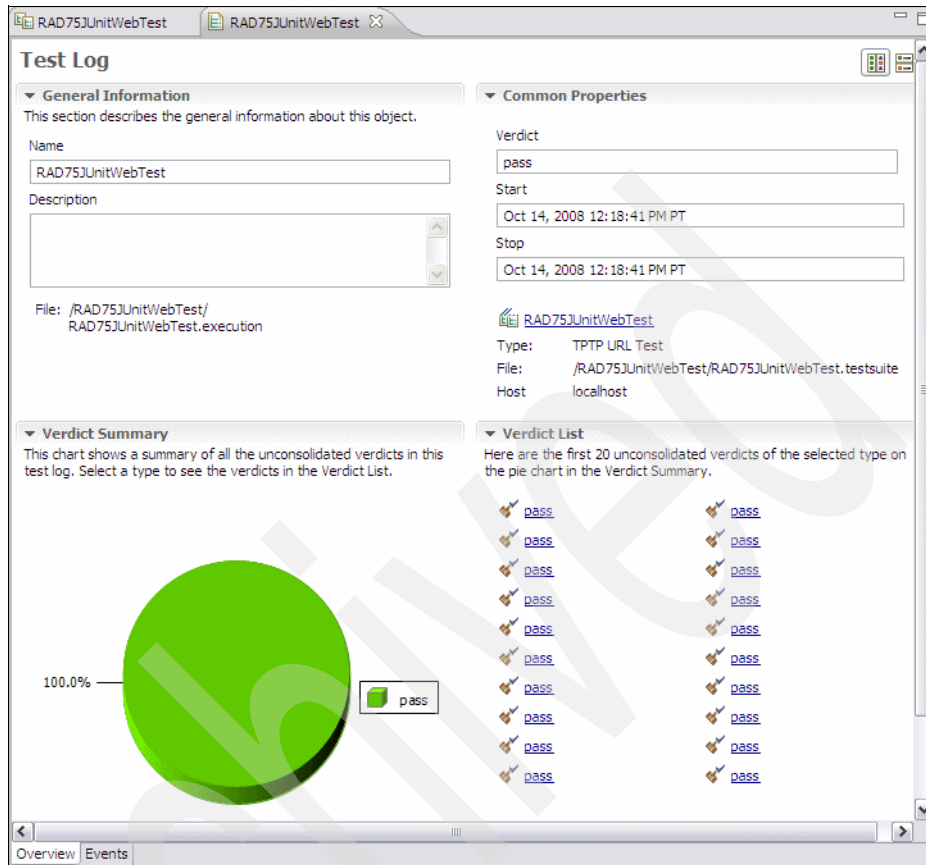 RAD75JUnitWebTest
RAD75JUnitWebTest
Test Log
General Information
This section describes the general information about this object.
Name
RAD75JUnitWebTest
Description
File: /RAD75JUnitWebTest/
RAD75JUnitWebTest.execution
Common Properties
Verdict
pass
Start
Oct 14, 2008 12:18:41 PM PT
Stop
Oct 14, 2008 12:18:41 PM PT
RAD75JUnitWebTest
Type: TPTP URL Test
File: /RAD75JUnitWebTest/RAD75JUnitWebTest.testsuite
Host localhost
Verdict Summary
This chart shows a summary of all the unconsolidated verdicts in this
test log. Select a type to see the verdicts in the Verdict List.
100.0%
pass
Verdict List
Here are the first 20 unconsolidated verdicts of the selected type on
the pie chart in the Verdict Summary.
pass pass
pass pass
pass pass
pass pass
pass pass
pass pass
pass pass
pass pass
pass pass
pass pass
Overview Events